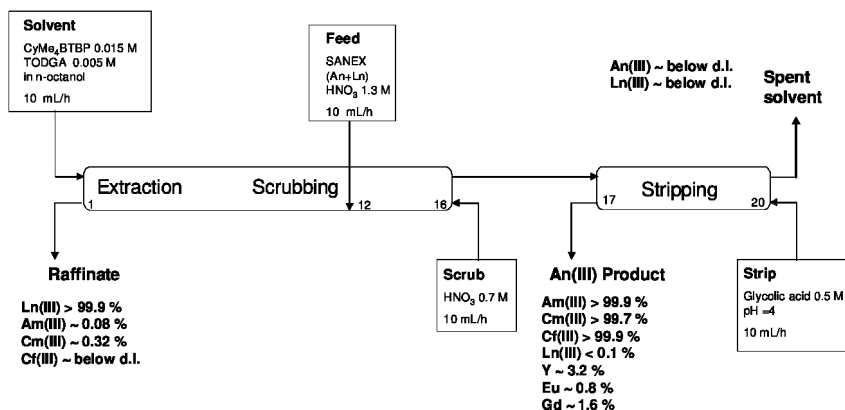 Solvent
CyMe4BTBP 0.015 M
TODGA 0.005 M
in n-octanol
10 mL/h
Feed
SANEX
(An+Ln)
HNO3 1.3 M
10 mL/h
An(III) ~ below d.l.
Ln(III) ~ below d.l.
Spent
solvent
Extraction Scrubbing
1 12 16
Stripping
17 20
Raffinate
Ln(III) > 99.9 %
Am(III) ~ 0.08 %
Cm(III) ~ 0.32 %
Cf(III) ~ below d.l.
Scrub
HNO3 0.7 M
10 mL/h
An(III) Product
Am(III) > 99.9 %
Cm(III) > 99.7 %
Cf(III) > 99.9 %
Ln(III) < 0.1 %
Y ~ 3.2 %
Eu ~ 0.8 %
Gd ~ 1.6 %
Strip
Glycolic acid 0.5 M
pH =4
10 mL/h